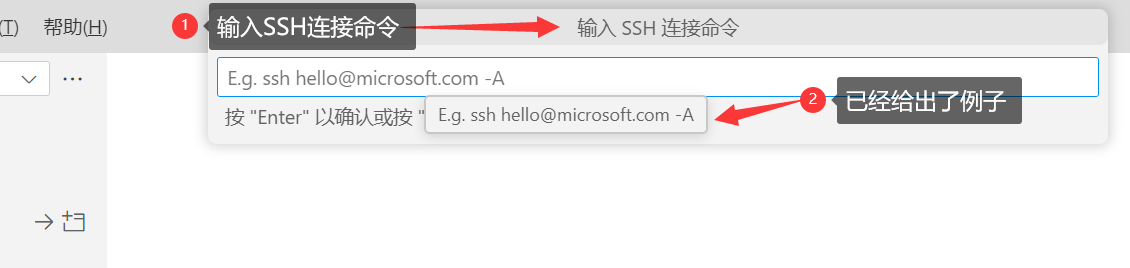 (T) 帮助(H)
1 输入SSH连接命令
输入 SSH 连接命令
E.g. ssh hello@microsoft.com -A
按 "Enter" 以确认或按 "
E.g. ssh hello@microsoft.com -A
2 已经给出了例子